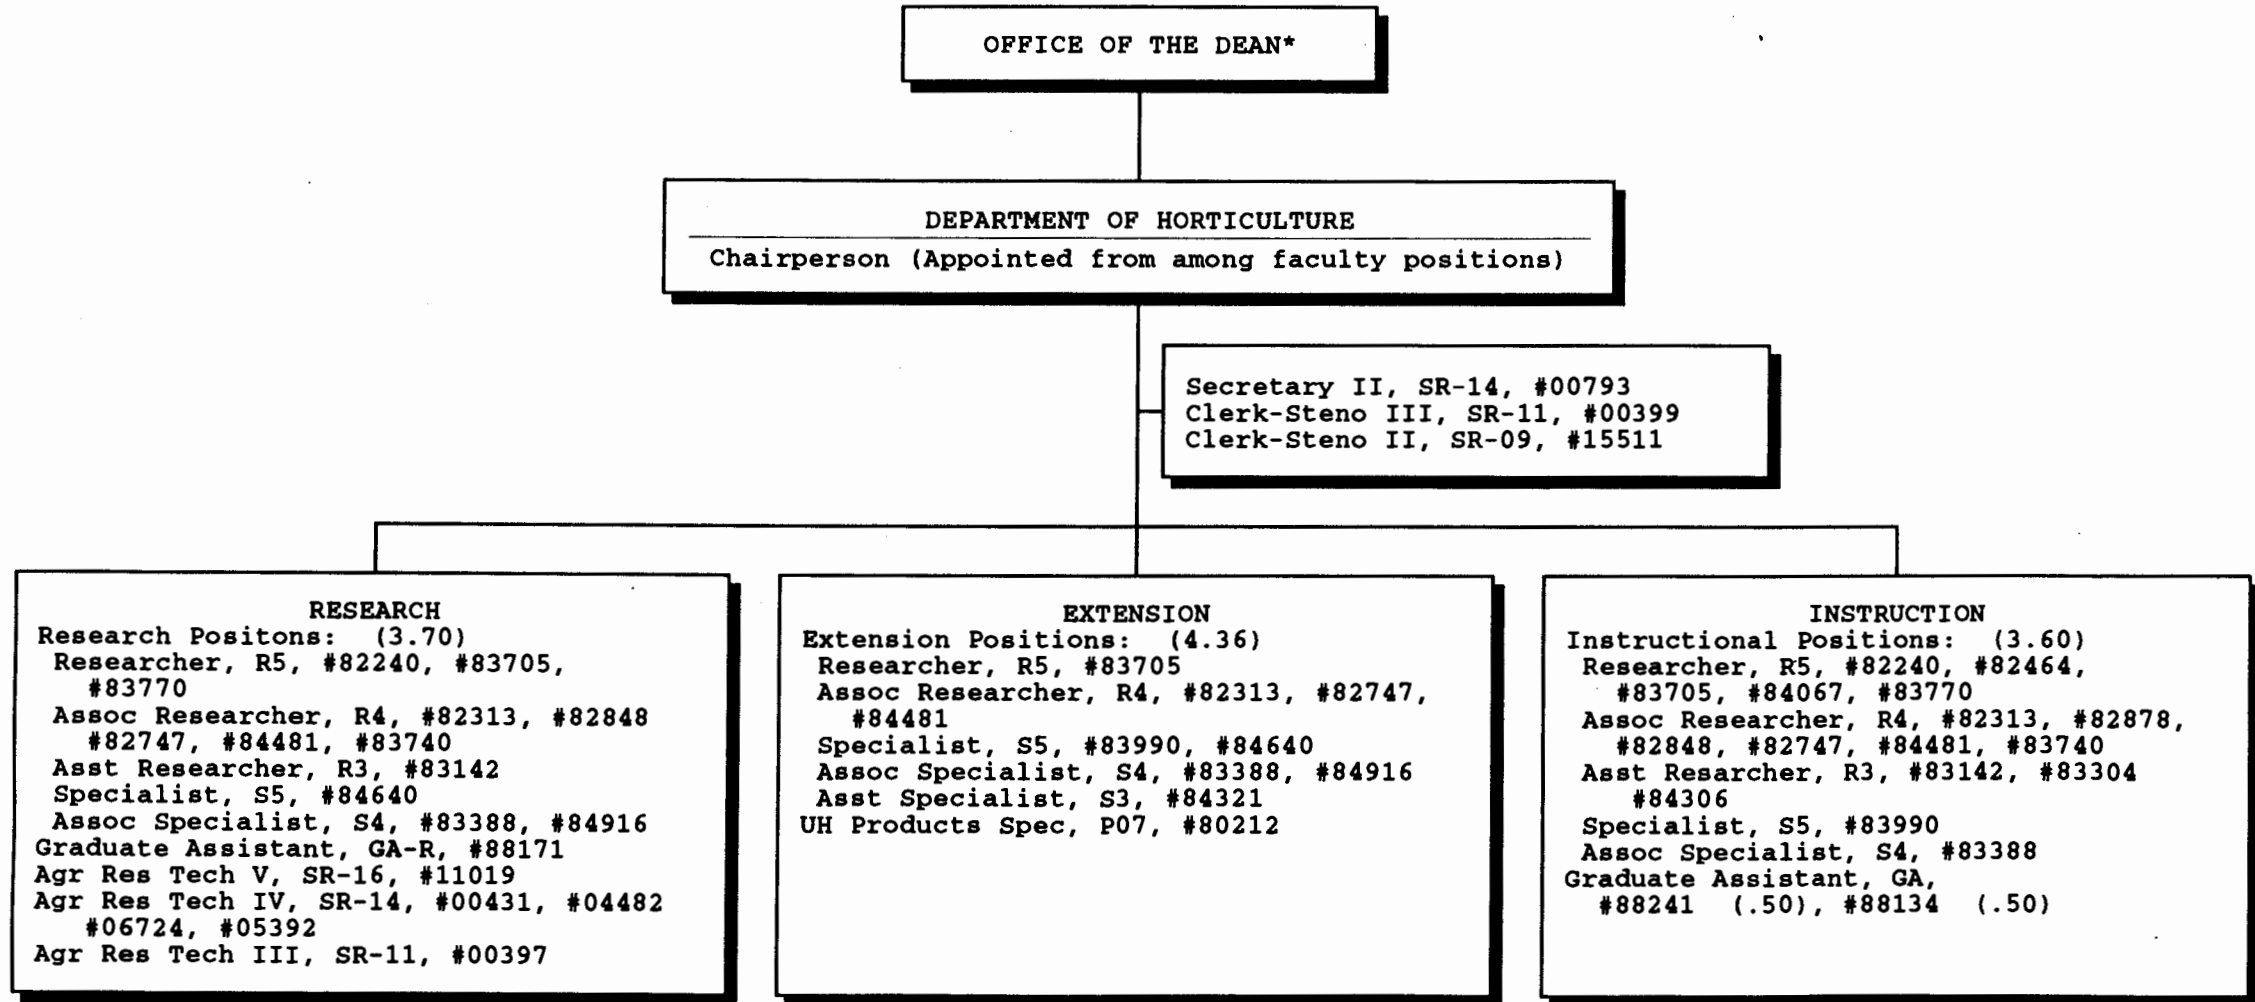 OFFICE OF THE DEAN*
DEPARTMENT OF HORTICULTURE
Chairperson (Appointed from among faculty positions)
Secretary II, SR-14, #00793
Clerk-Steno III, SR-11, #00399
Clerk-Steno II, SR-09, #15511
RESEARCH
Research Positons: (3.70)
Researcher, R5, #82240, #83705,
#83770
Assoc Researcher, R4, #82313, #82848
#82747, #84481, #83740
Asst Researcher, R3, #83142
Specialist, S5, #84640
Assoc Specialist, S4, #83388, #84916
Graduate Assistant, GA-R, #88171
Agr Res Tech V, SR-16, #11019
Agr Res Tech IV, SR-14, #00431, #04482
#06724, #05392
Agr Res Tech III, SR-11, #00397
EXTENSION
Extension Positions: (4.36)
Researcher, R5, #83705
Assoc Researcher, R4, #82313, #82747,
#84481
Specialist, S5, #83990, #84640
Assoc Specialist, S4, #83388, #84916
Asst Specialist, S3, #84321
UH Products Spec, P07, #80212
INSTRUCTION
Instructional Positions: (3.60)
Researcher, R5, #82240, #82464,
#83705, #84067, #83770
Assoc Researcher, R4, #82313, #82878,
#82848, #82747, #84481, #83740
Asst Resarcher, R3, #83142, #83304
#84306
Specialist, S5, #83990
Assoc Specialist, S4, #83388
Graduate Assistant, GA,
#88241 (.50), #88134 (.50)